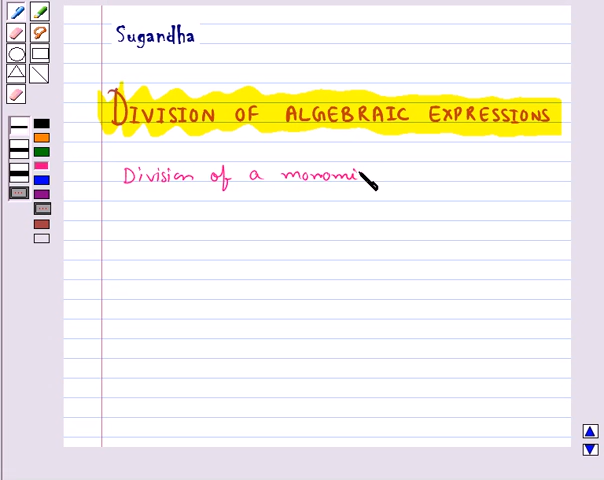 Sugandha
DIVISION OF ALGEBRAIC EXPRESSIONS
Division of a monomi